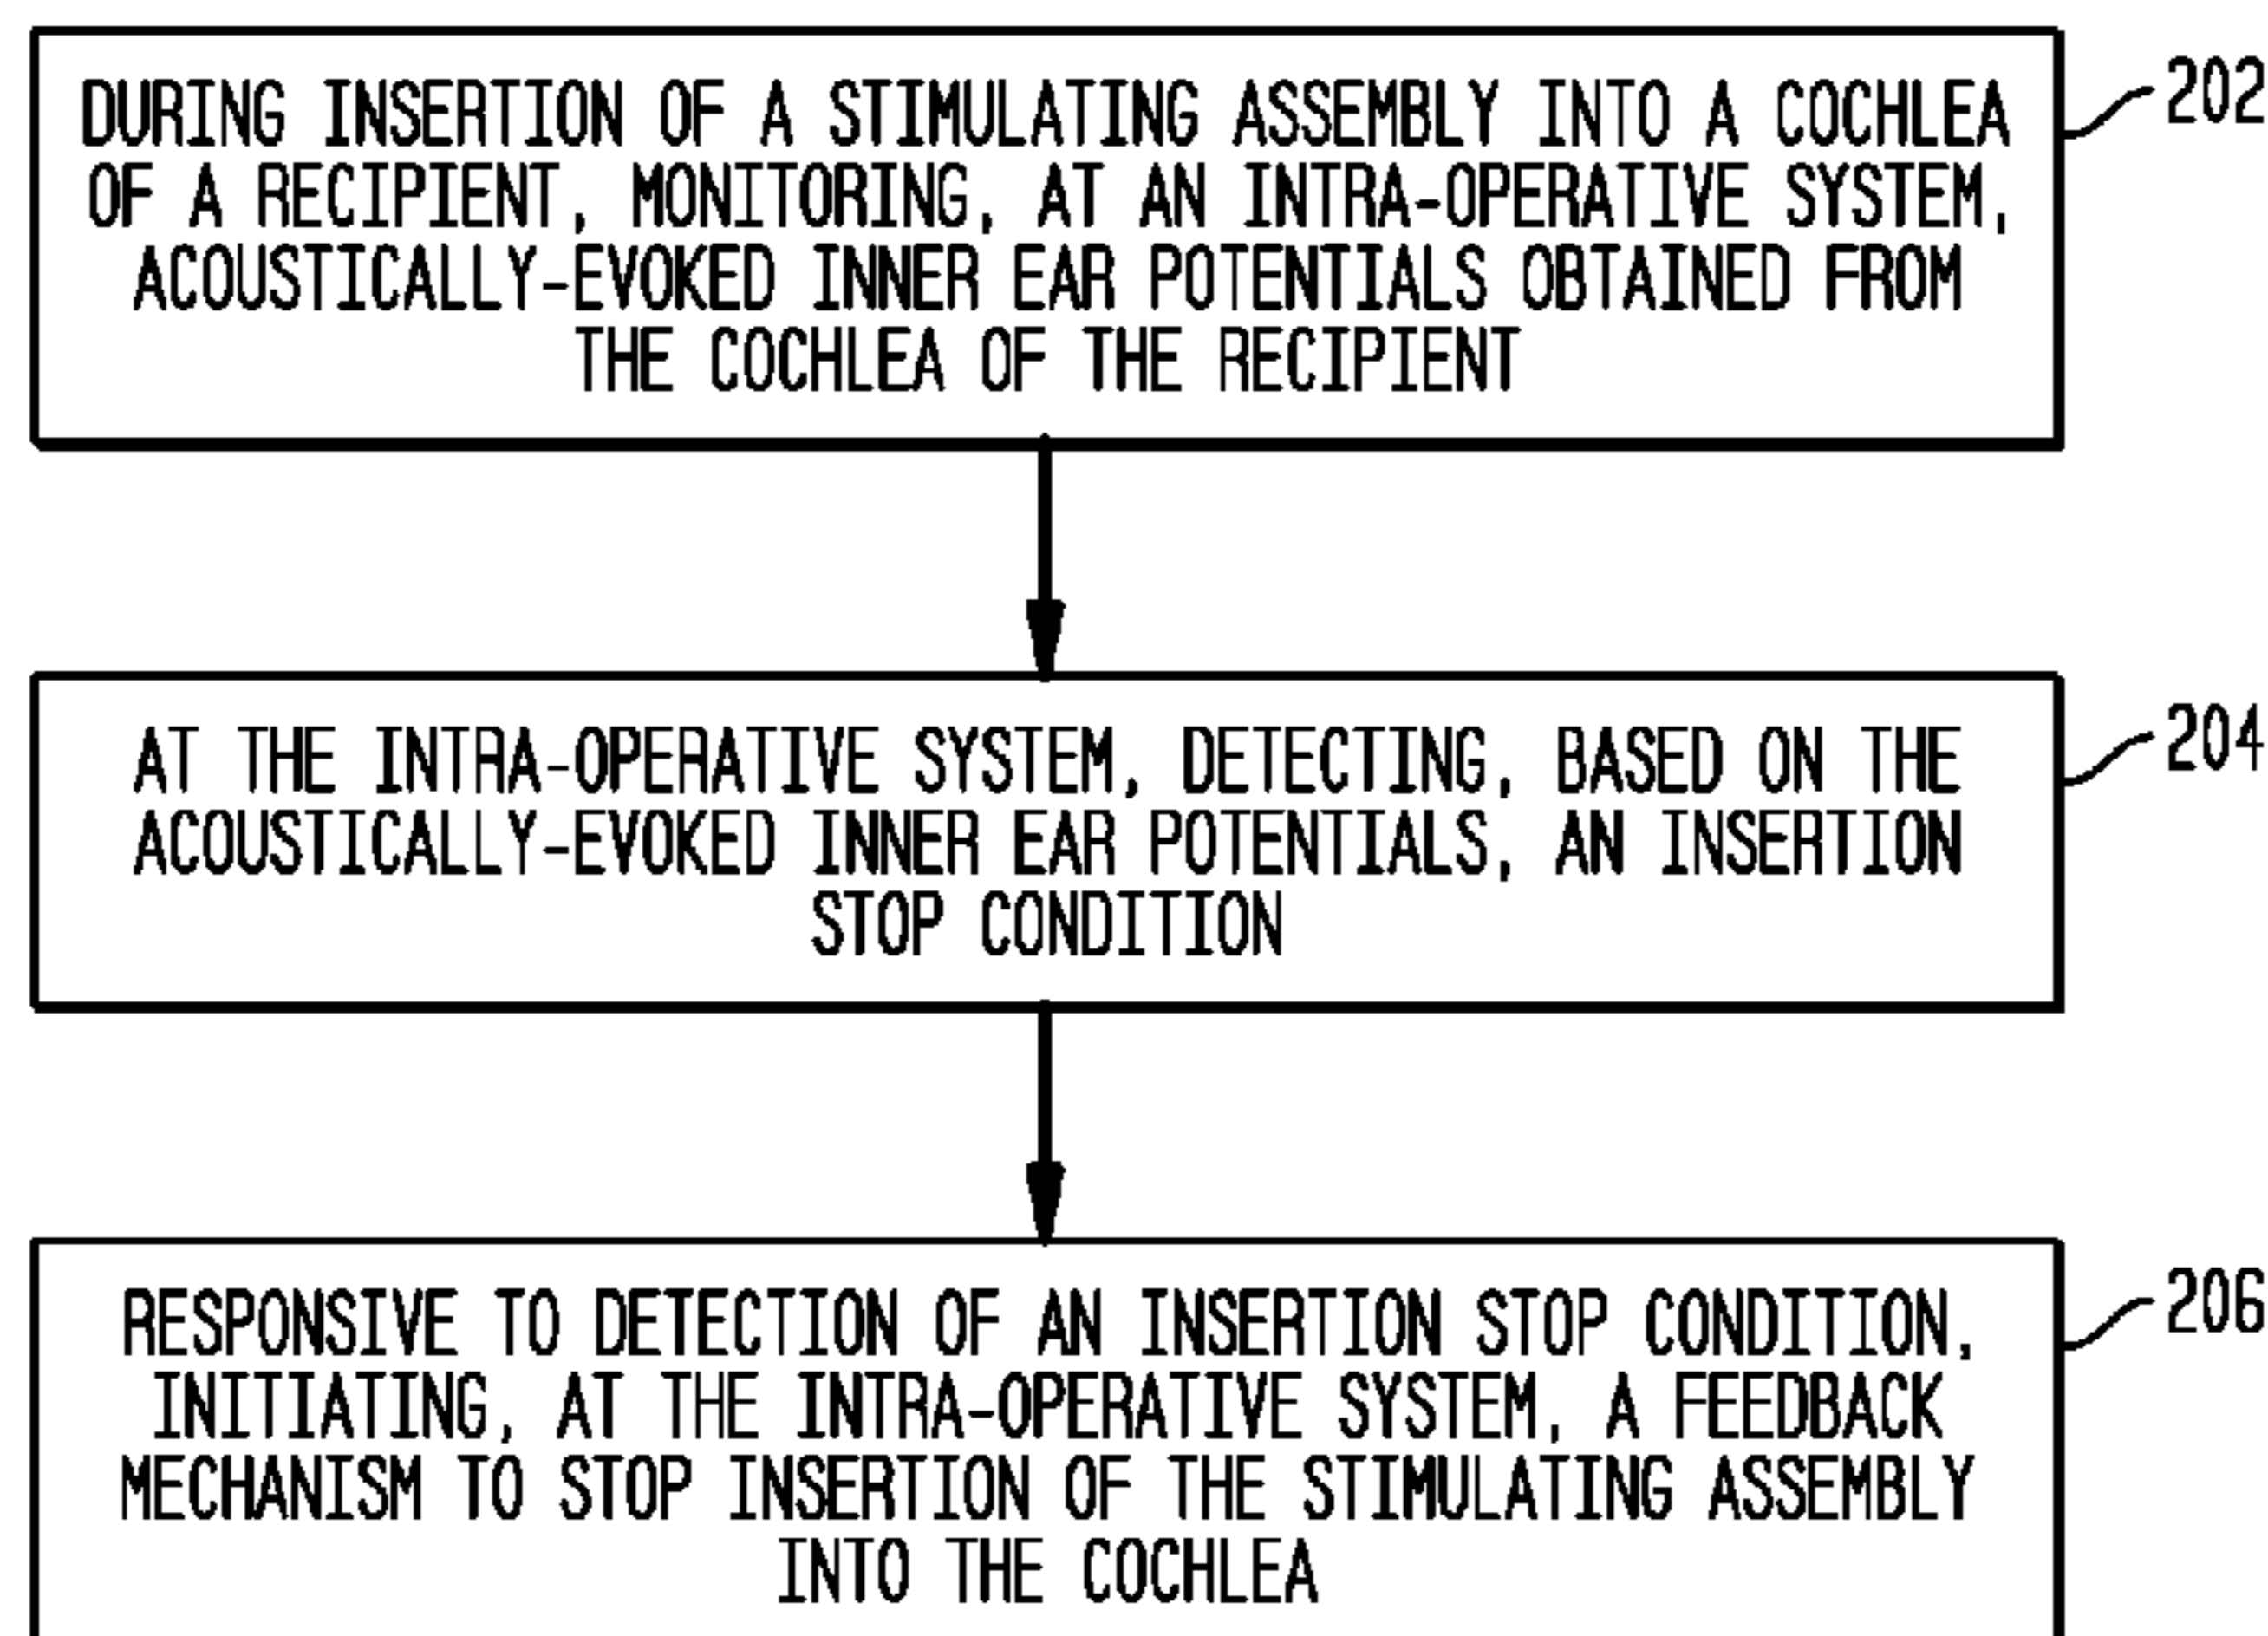 DURING INSERTION OF A STIMULATING ASSEMBLY INTO A COCHLEA
OF A RECIPIENT, MONITORING, AT AN INTRA-OPERATIVE SYSTEM,
ACOUSTICALLY-EVOKED INNER EAR POTENTIALS OBTAINED FROM
THE COCHLEA OF THE RECIPIENT
202
AT THE INTRA-OPERATIVE SYSTEM, DETECTING, BASED ON THE
ACOUSTICALLY-EVOKED INNER EAR POTENTIALS, AN INSERTION
STOP CONDITION
204
RESPONSIVE TO DETECTION OF AN INSERTION STOP CONDITION,
INITIATING, AT THE INTRA-OPERATIVE SYSTEM, A FEEDBACK
MECHANISM TO STOP INSERTION OF THE STIMULATING ASSEMBLY
INTO THE COCHLEA
206